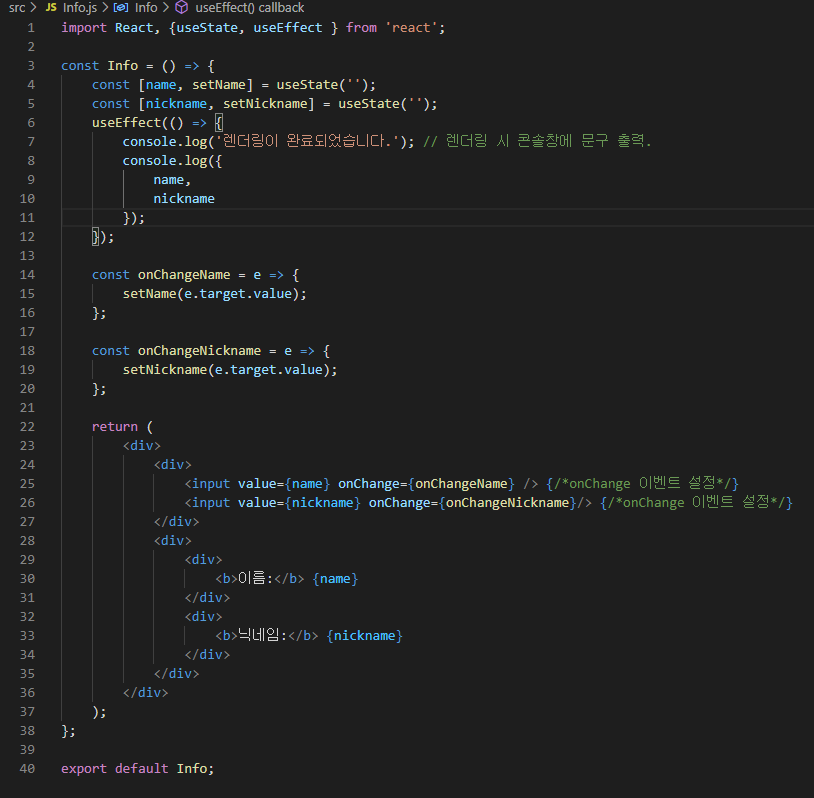 src > JS Info.js > Info > useEffect() callback
1 import React, {useState, useEffect } from 'react';
2
3 const Info = () => {
4 const [name, setName] = useState('');
5 const [nickname, setNickname] = useState('');
6 useEffect(() => {
7 console.log('렌더링이 완료되었습니다.'); // 렌더링 시 콘솔창에 문구 출력.
8 console.log({
9 name,
10 nickname
11 });
12 });
13
14 const onChangeName = e => {
15 setName(e.target.value);
16 };
17
18 const onChangeNickname = e => {
19 setNickname(e.target.value);
20 };
21
22 return (
23 <div>
24 <div>
25 <input value={name} onChange={onChangeName} /> {/*onChange 이벤트 설정*/}
26 <input value={nickname} onChange={onChangeNickname}/> {/*onChange 이벤트 설정*/}
27 </div>
28 <div>
29 <div>
30 <b>이름:</b> {name}
31 </div>
32 <div>
33 <b>닉네임:</b> {nickname}
34 </div>
35 </div>
36 </div>
37 );
38 };
39
40 export default Info;